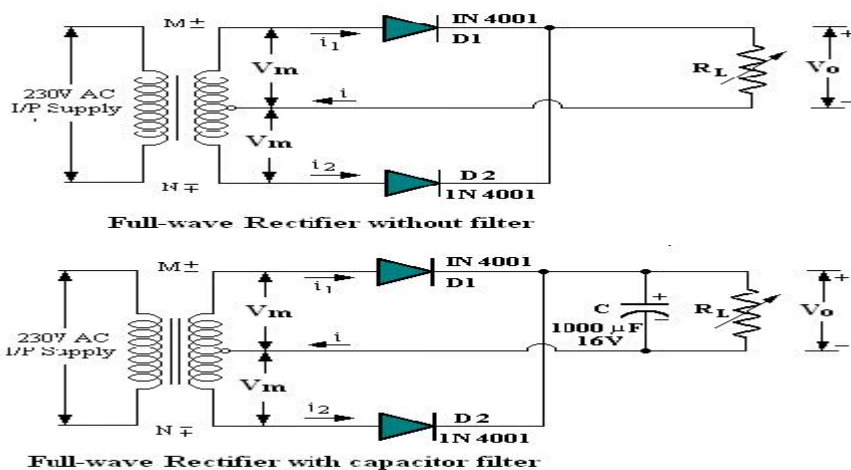 M ±
IN 4001
D1
i1
Vm
230V AC
I/P Supply
i
RL
Vo
+
−
Vm
i2
D 2
1N 4001
N ∓
Full-wave Rectifier without filter
M ±
IN 4001
D1
i1
Vm
230V AC
I/P Supply
i
C
+
−
1000 µF
16V
RL
Vo
+
−
Vm
i2
D 2
1N 4001
N ∓
Full-wave Rectifier with capacitor filter